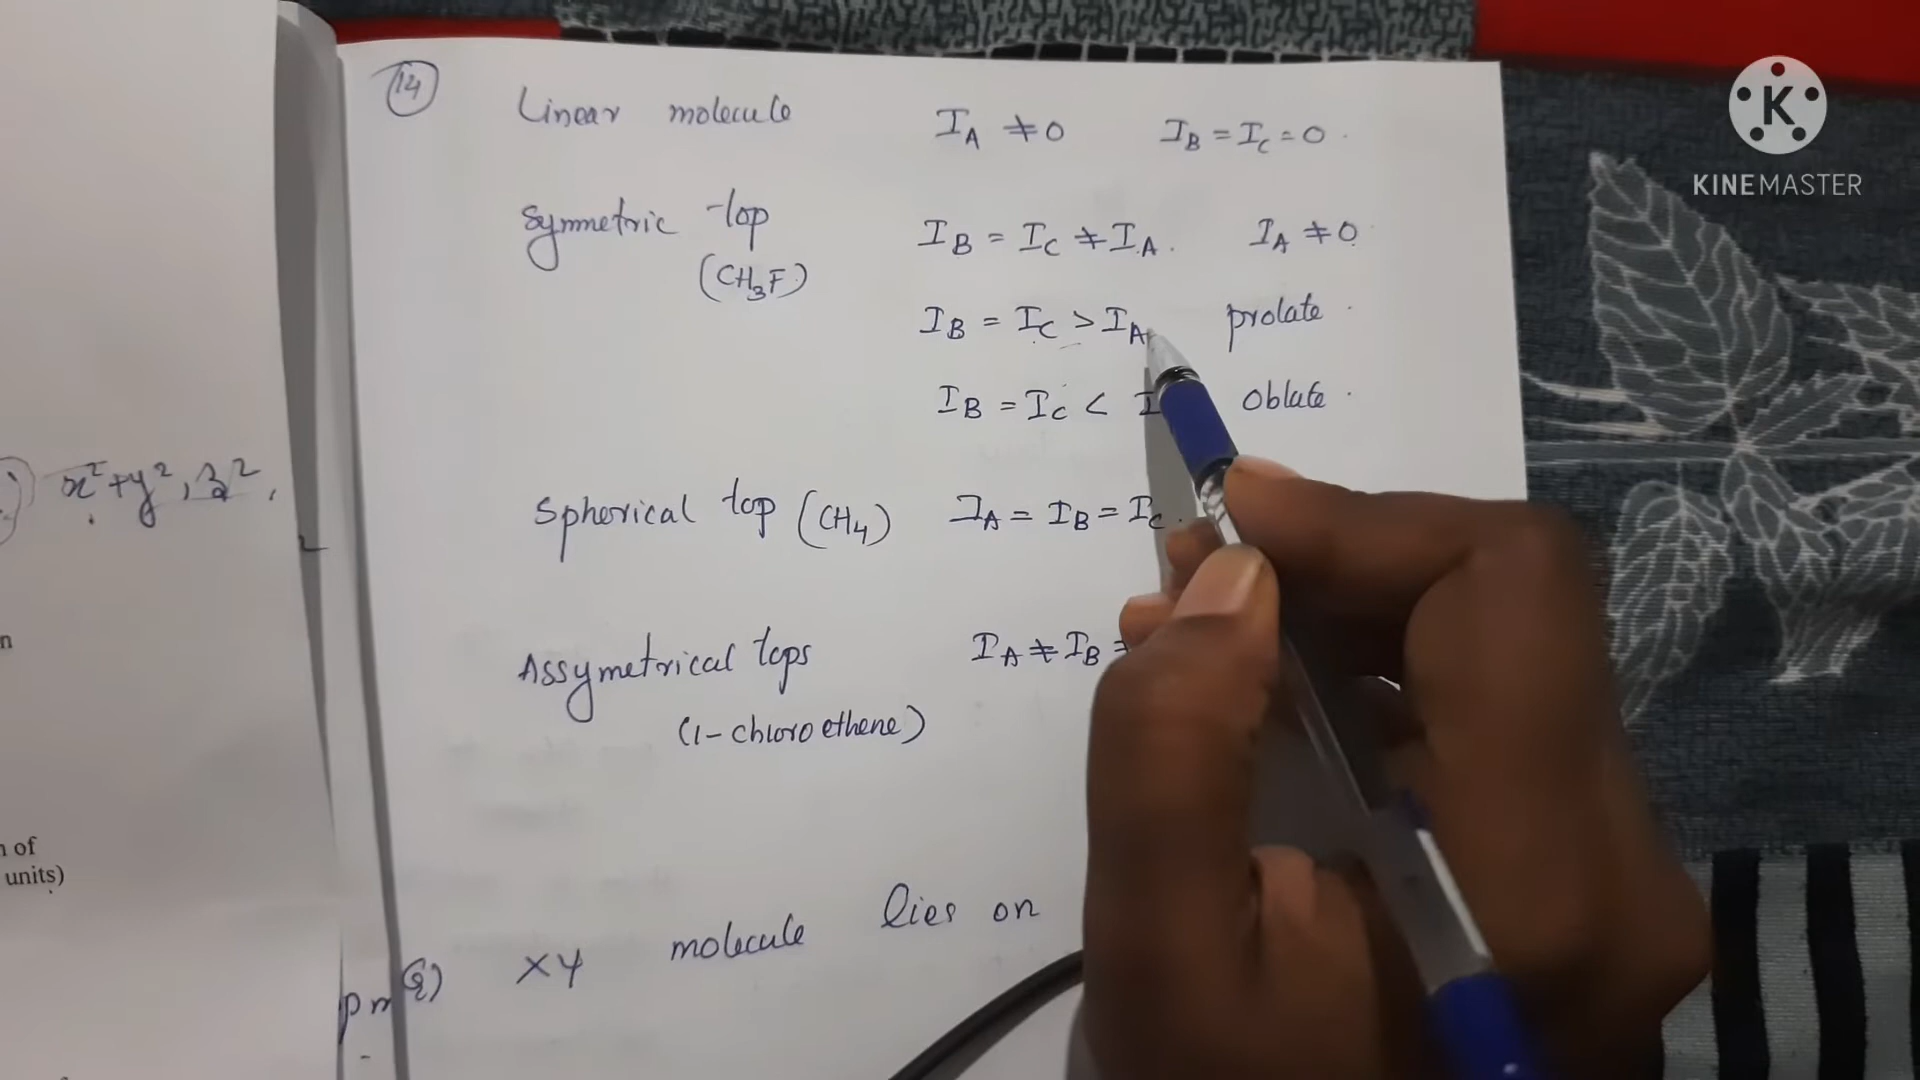 x²+y², z²,
n
n of
units)
14
Linear molecule I_A ≠ 0 I_B = I_C = 0.
Symmetric top I_B = I_C ≠ I_A. I_A ≠ 0.
(CH₃F)
I_B = I_C > I_A prolate.
I_B = I_C < I oblate.
Spherical top (CH₄) I_A = I_B = I_C.
Assymetrical tops I_A ≠ I_B
(1-chloroethene)
XY molecule lies on
KINEMASTER